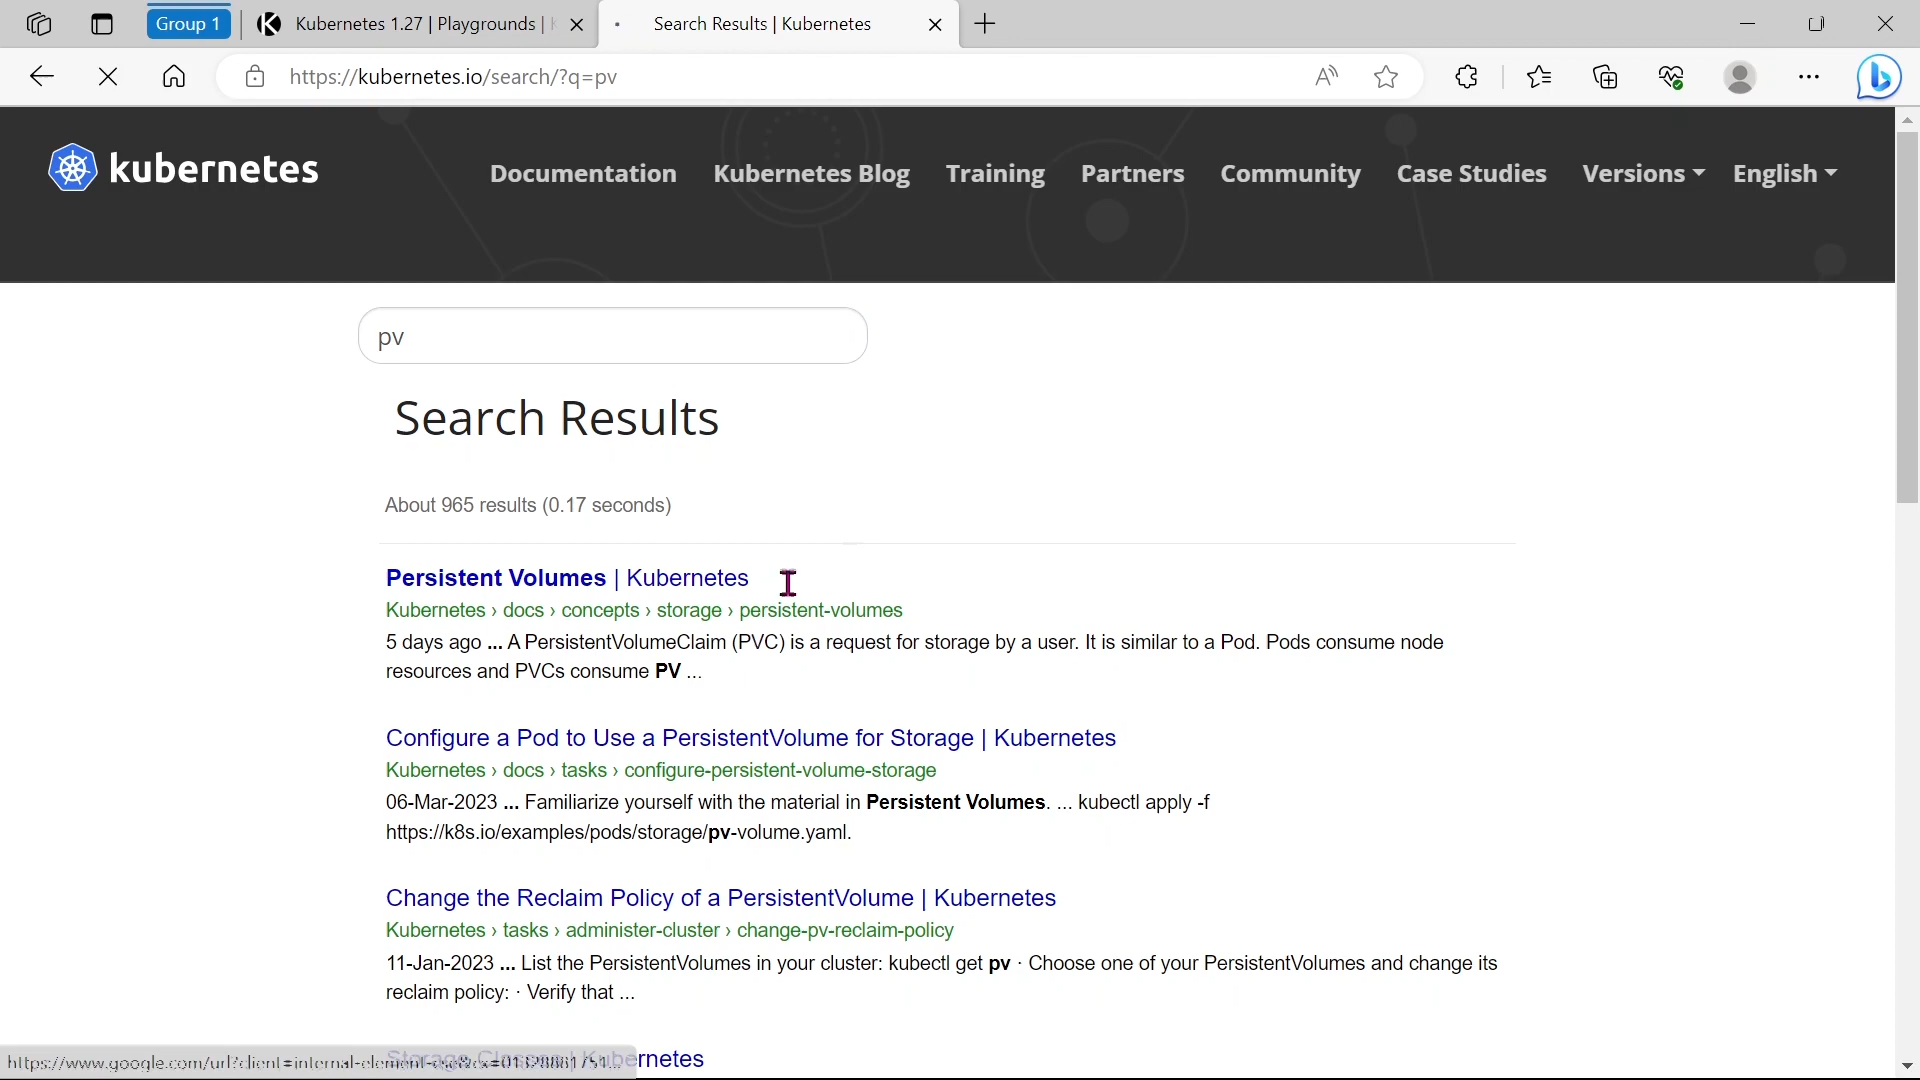 Group 1
Kubernetes 1.27 | Playgrounds |
Search Results | Kubernetes
https://kubernetes.io/search/?q=pv
kubernetes
Documentation
Kubernetes Blog
Training
Partners
Community
Case Studies
Versions
English
pv
Search Results
About 965 results (0.17 seconds)
Persistent Volumes | Kubernetes
Kubernetes › docs › concepts › storage › persistent-volumes
5 days ago ... A PersistentVolumeClaim (PVC) is a request for storage by a user. It is similar to a Pod. Pods consume node
resources and PVCs consume PV ...
Configure a Pod to Use a PersistentVolume for Storage | Kubernetes
Kubernetes › docs › tasks › configure-persistent-volume-storage
06-Mar-2023 ... Familiarize yourself with the material in Persistent Volumes. ... kubectl apply -f
https://k8s.io/examples/pods/storage/pv-volume.yaml.
Change the Reclaim Policy of a PersistentVolume | Kubernetes
Kubernetes › tasks › administer-cluster › change-pv-reclaim-policy
11-Jan-2023 ... List the PersistentVolumes in your cluster: kubectl get pv · Choose one of your PersistentVolumes and change its
reclaim policy: · Verify that ...
Storage Classes | Kubernetes